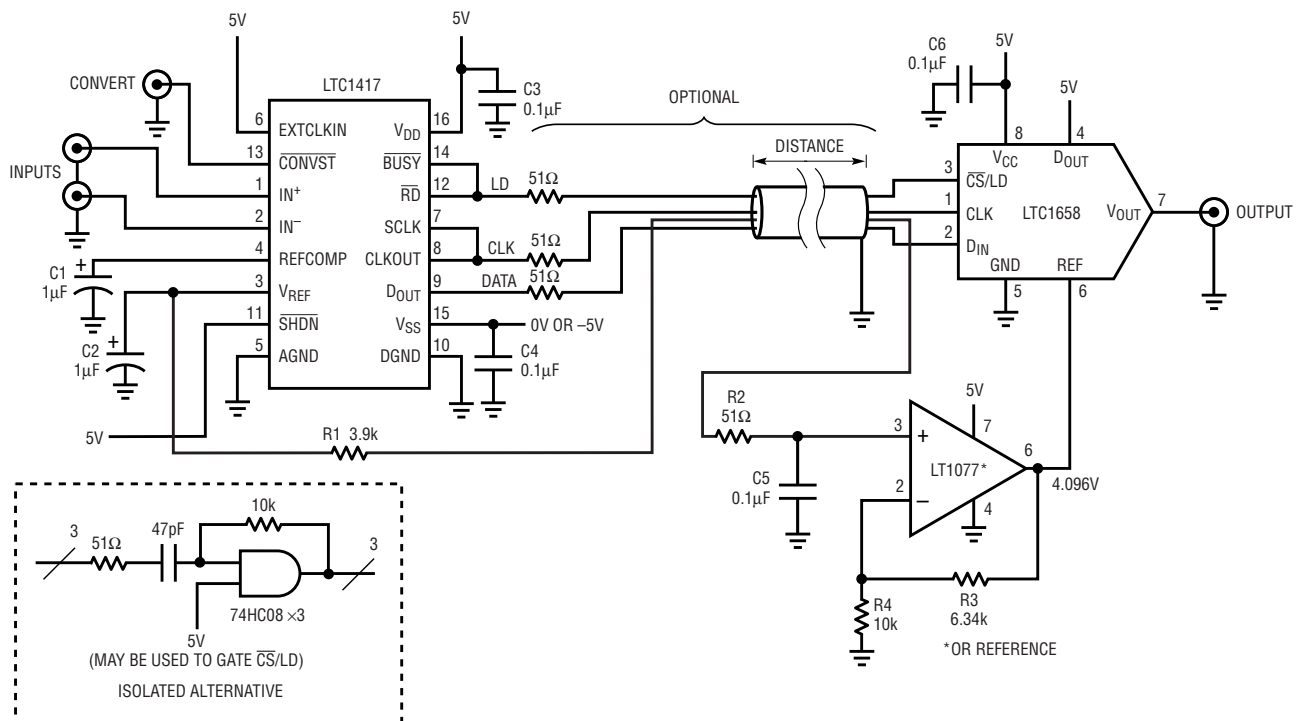 5V
CONVERT
INPUTS
LTC1417
6 EXTCLKIN
13 C̅O̅N̅V̅S̅T̅
1 IN+
2 IN−
4 REFCOMP
3 VREF
11 S̅H̅D̅N̅
5 AGND
VDD 16
B̅U̅S̅Y̅ 14
R̅D̅ 12
SCLK 7
CLKOUT 8
DOUT 9
VSS 15
DGND 10
5V
C3
0.1µF
C1
1µF
+
C2
1µF
+
5V
R1 3.9k
LD
51Ω
CLK
51Ω
DATA
51Ω
0V OR –5V
C4
0.1µF
OPTIONAL
DISTANCE
C6
0.1µF
5V
5V
8
4
VCC
DOUT
3 C̅S̅/LD
1 CLK
2 DIN
LTC1658
VOUT
7
OUTPUT
GND
REF
5
6
R2
51Ω
C5
0.1µF
5V
7
3 +
2 −
LT1077*
6
4
4.096V
R4
10k
R3
6.34k
*OR REFERENCE
3
51Ω
47pF
10k
3
74HC08 ×3
5V
(MAY BE USED TO GATE C̅S̅/LD)
ISOLATED ALTERNATIVE